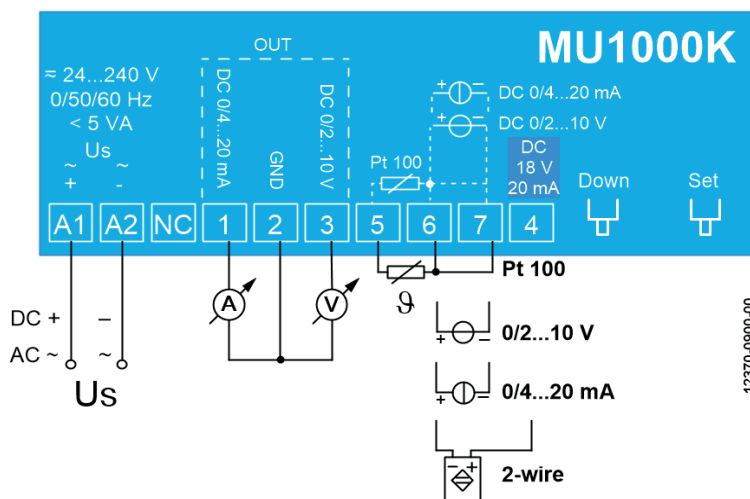 OUT
MU1000K
≂ 24...240 V
0/50/60 Hz
< 5 VA
Us
~ ~
+ -
DC 0/4...20 mA
GND
DC 0/2...10 V
+ − DC 0/4...20 mA
+ − DC 0/2...10 V
Pt 100
DC
18 V
20 mA
Down
Set
A1 A2 NC 1 2 3 5 6 7 4
Pt 100
A
V
ϑ
DC + −
AC ~ ~
Us
+ − 0/2...10 V
+ − 0/4...20 mA
− + 2-wire
12370-0900-00